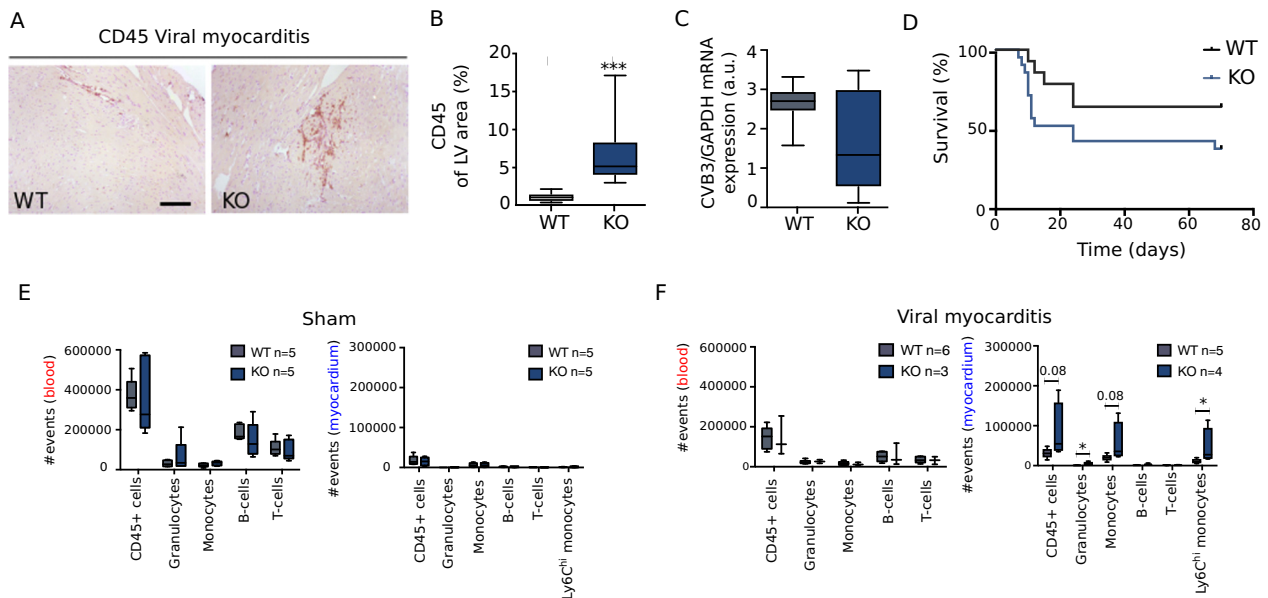 A
CD45 Viral myocarditis
WT
KO
B
CD45
of LV area (%)
20
15
10
5
0
***
WT
KO
C
CVB3/GAPDH mRNA
expression (a.u.)
4
3
2
1
0
WT
KO
D
Survival (%)
100
50
0
0
20
40
60
80
Time (days)
WT
KO
E
Sham
#events (blood)
600000
400000
200000
0
WT n=5
KO n=5
CD45+ cells
Granulocytes
Monocytes
B-cells
T-cells
#events (myocardium)
300000
200000
100000
0
WT n=5
KO n=5
CD45+ cells
Granulocytes
Monocytes
B-cells
T-cells
Ly6Chi monocytes
F
Viral myocarditis
#events (blood)
600000
400000
200000
0
WT n=6
KO n=3
CD45+ cells
Granulocytes
Monocytes
B-cells
T-cells
#events (myocardium)
300000
200000
100000
0
WT n=5
KO n=4
0.08
*
0.08
*
CD45+ cells
Granulocytes
Monocytes
B-cells
T-cells
Ly6Chi monocytes